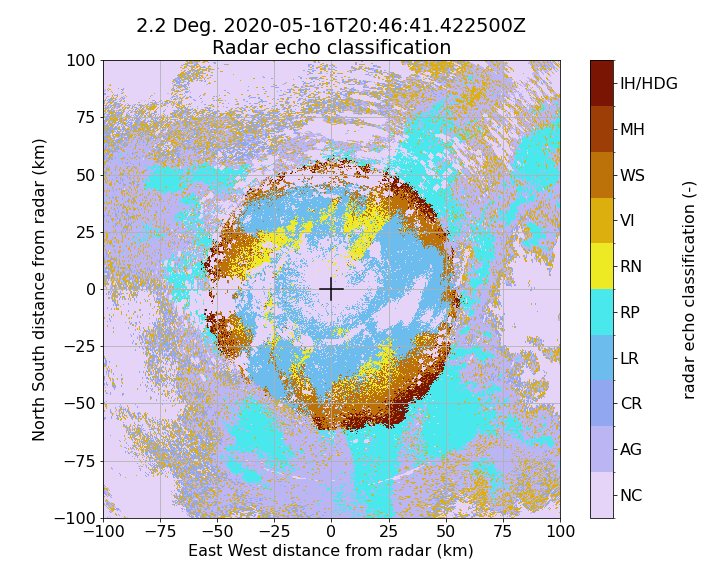 2.2 Deg. 2020-05-16T20:46:41.422500Z
Radar echo classification
100
75
50
25
0
−25
−50
−75
−100
−100
−75
−50
−25
0
25
50
75
100
North South distance from radar (km)
East West distance from radar (km)
IH/HDG
MH
WS
VI
RN
RP
LR
CR
AG
NC
radar echo classification (-)